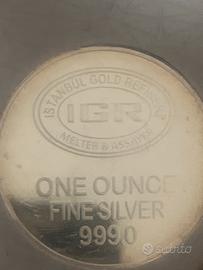 ISTANBUL GOLD REFINERY
IGR
MELTER & ASSAYER
ONE OUNCE
FINE SILVER
999.0
subito